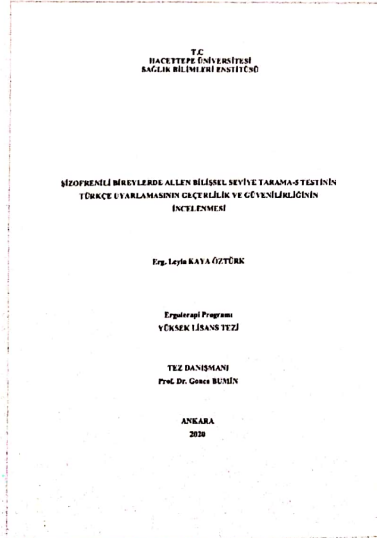 T.C
HACETTEPE ÜNİVERSİTESİ
SAĞLIK BİLİMLERİ ENSTİTÜSÜ
ŞİZOFRENİLİ BİREYLERDE ALLEN BİLİŞSEL SEVİYE TARAMA-5 TESTİNİN
TÜRKÇE UYARLAMASININ GEÇERLİLİK VE GÜVENİLİRLİĞİNİN
İNCELENMESİ
Erg. Leyla KAYA ÖZTÜRK
Ergoterapi Programı
YÜKSEK LİSANS TEZİ
TEZ DANIŞMANI
Prof. Dr. Gonca BUMİN
ANKARA
2020